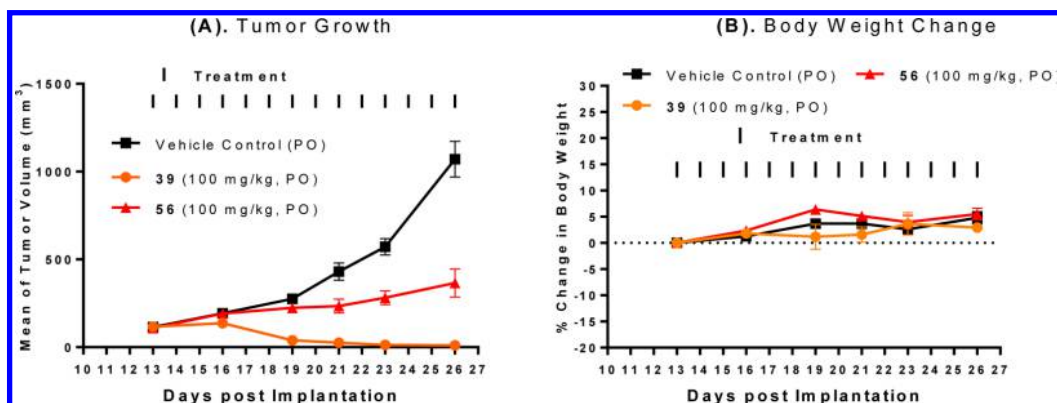 (A). Tumor Growth
Treatment
Mean of Tumor Volume (mm³)
1500
1000
500
0
Vehicle Control (PO)
39 (100 mg/kg, PO)
56 (100 mg/kg, PO)
10 11 12 13 14 15 16 17 18 19 20 21 22 23 24 25 26 27
Days post Implantation
(B). Body Weight Change
Vehicle Control (PO) 56 (100 mg/kg, PO)
39 (100 mg/kg, PO)
Treatment
% Change in Body Weight
30
25
20
15
10
5
0
-5
-10
-15
-20
10 11 12 13 14 15 16 17 18 19 20 21 22 23 24 25 26 27
Days post Implantation